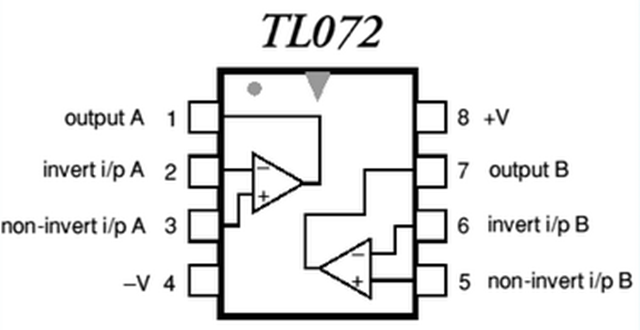 TL072
output A 1 8 +V
invert i/p A 2 − 7 output B
+
non-invert i/p A 3 6 invert i/p B
−
−V 4 + 5 non-invert i/p B